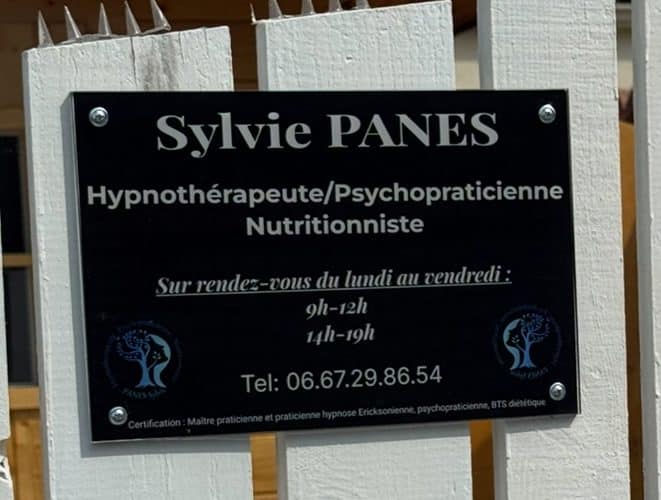 Sylvie PANES
Hypnothérapeute/Psychopraticienne
Nutritionniste
Sur rendez-vous du lundi au vendredi :
9h-12h
14h-19h
Tel: 06.67.29.86.54
Certification : Maître praticienne et praticienne hypnose Ericksonienne, psychopraticienne, BTS diététique